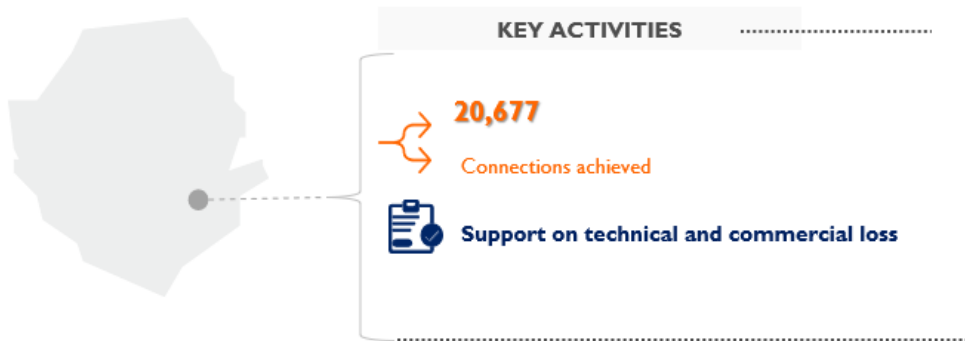 KEY ACTIVITIES
20,677
Connections achieved
Support on technical and commercial loss